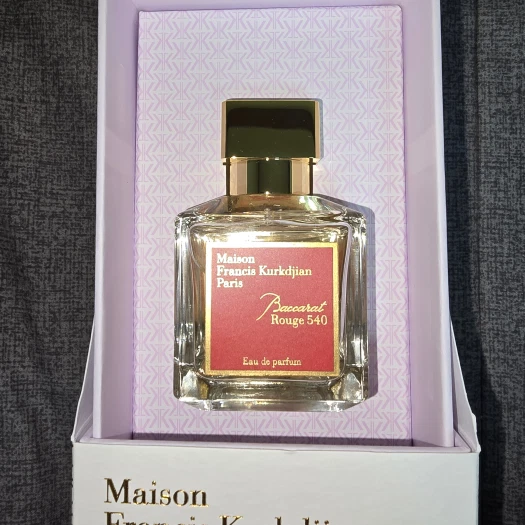 Maison
Francis Kurkdjian
Paris
Baccarat
Rouge 540
Eau de parfum
Maison